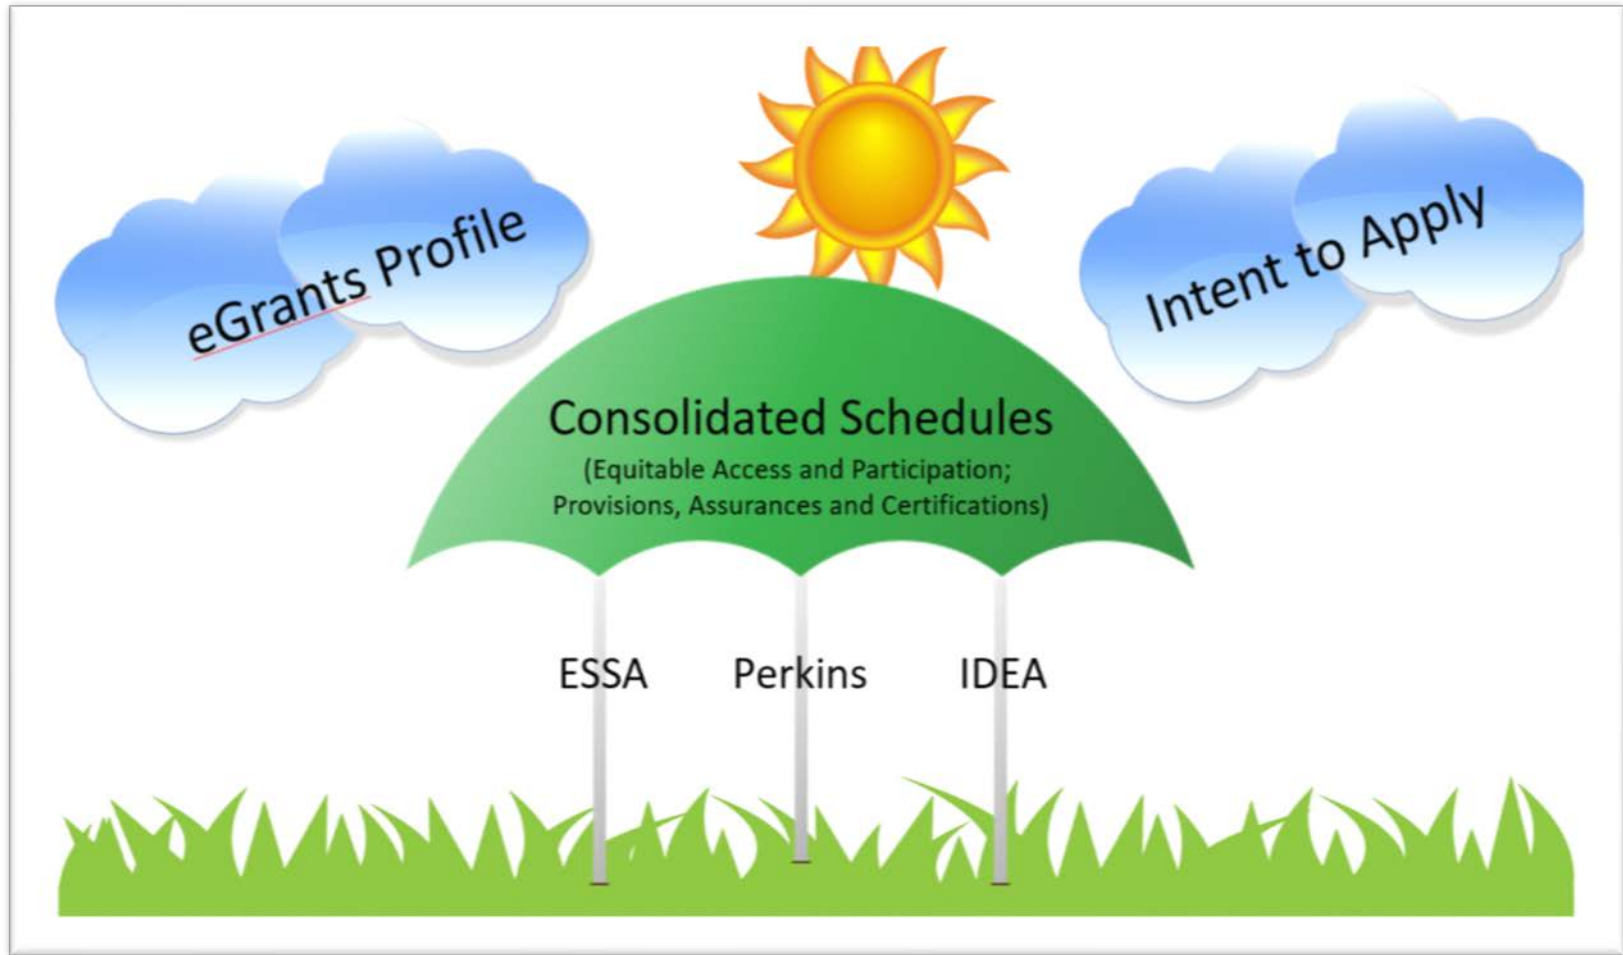 eGrants Profile
Intent to Apply
Consolidated Schedules
(Equitable Access and Participation;
Provisions, Assurances and Certifications)
ESSA
Perkins
IDEA